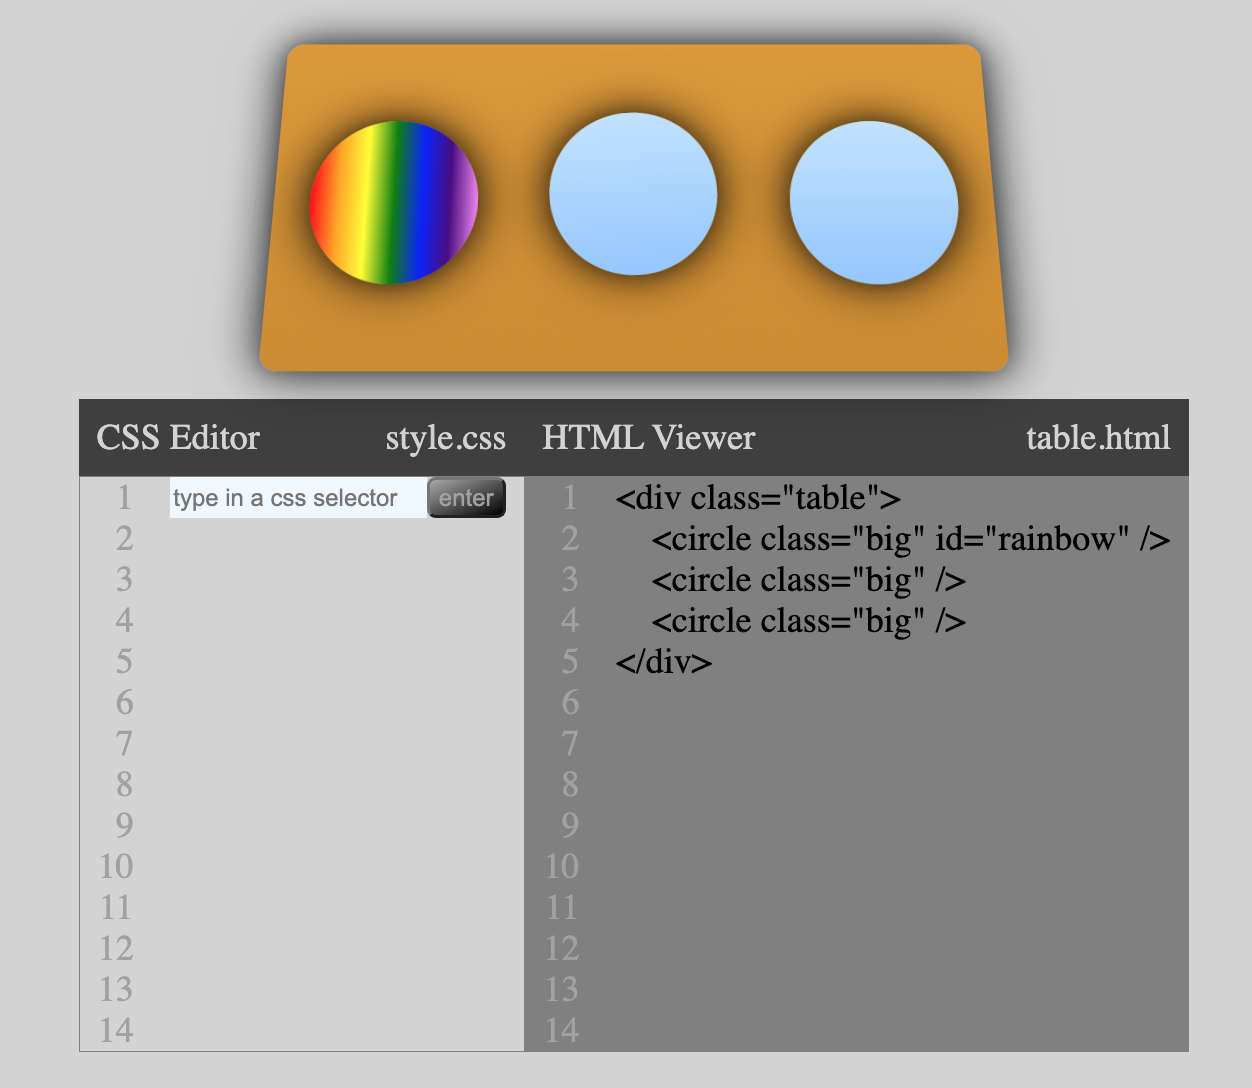 CSS Editor style.css HTML Viewer table.html
1 type in a css selector enter 1 <div class="table">
2 2 <circle class="big" id="rainbow" />
3 3 <circle class="big" />
4 4 <circle class="big" />
5 5 </div>
6 6
7 7
8 8
9 9
10 10
11 11
12 12
13 13
14 14